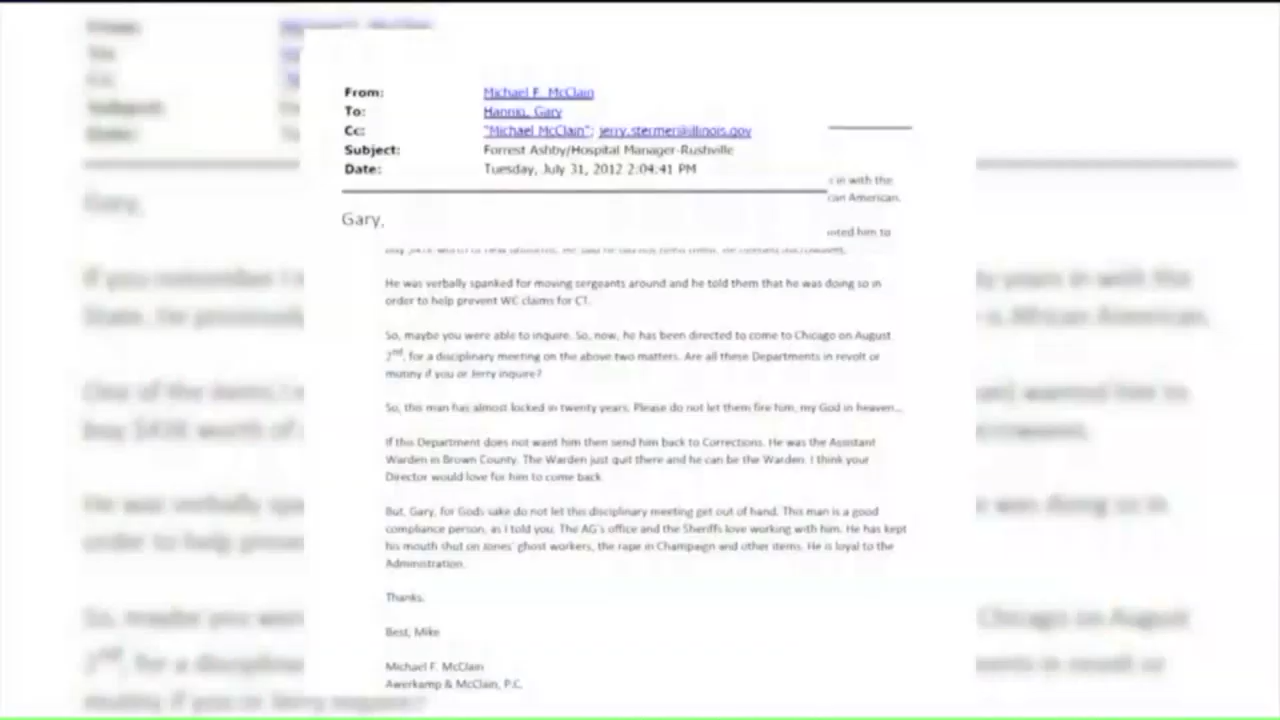 From: Michael F. McClain
To: Hannig, Gary
Cc: "Michael McClain"; jerry.stermer@illinois.gov
Subject: Forrest Ashby/Hospital Manager-Rushville
Date: Tuesday, July 31, 2012 2:04:41 PM
in with the
can American.
Gary,
wanted him to
He was verbally spanked for moving sergeants around and he told them that he was doing so in
order to help prevent WC claims for CT.
So, maybe you were able to inquire. So, now, he has been directed to come to Chicago on August
2nd, for a disciplinary meeting on the above two matters. Are all these Departments in revolt or
mutiny if you or Jerry inquire?
So, this man has almost locked in twenty years. Please do not let them fire him, my God in heaven...
If this Department does not want him then send him back to Corrections. He was the Assistant
Warden in Brown County. The Warden just quit there and he can be the Warden. I think your
Director would love for him to come back.
But, Gary, for Gods sake do not let this disciplinary meeting get out of hand. This man is a good
compliance person, as I told you. The AG's office and the Sheriffs love working with him. He has kept
his mouth shut on Jones' ghost workers, the rape in Champaign and other items. He is loyal to the
Administration.
Thanks.
Best, Mike
Michael F. McClain
Awerkamp & McClain, P.C.